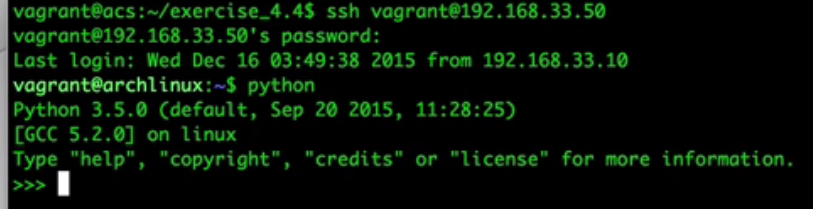 vagrant@acs:~/exercise_4.4$ ssh vagrant@192.168.33.50
vagrant@192.168.33.50's password:
Last login: Wed Dec 16 03:49:38 2015 from 192.168.33.10
vagrant@archlinux:~$ python
Python 3.5.0 (default, Sep 20 2015, 11:28:25)
[GCC 5.2.0] on linux
Type "help", "copyright", "credits" or "license" for more information.
>>>